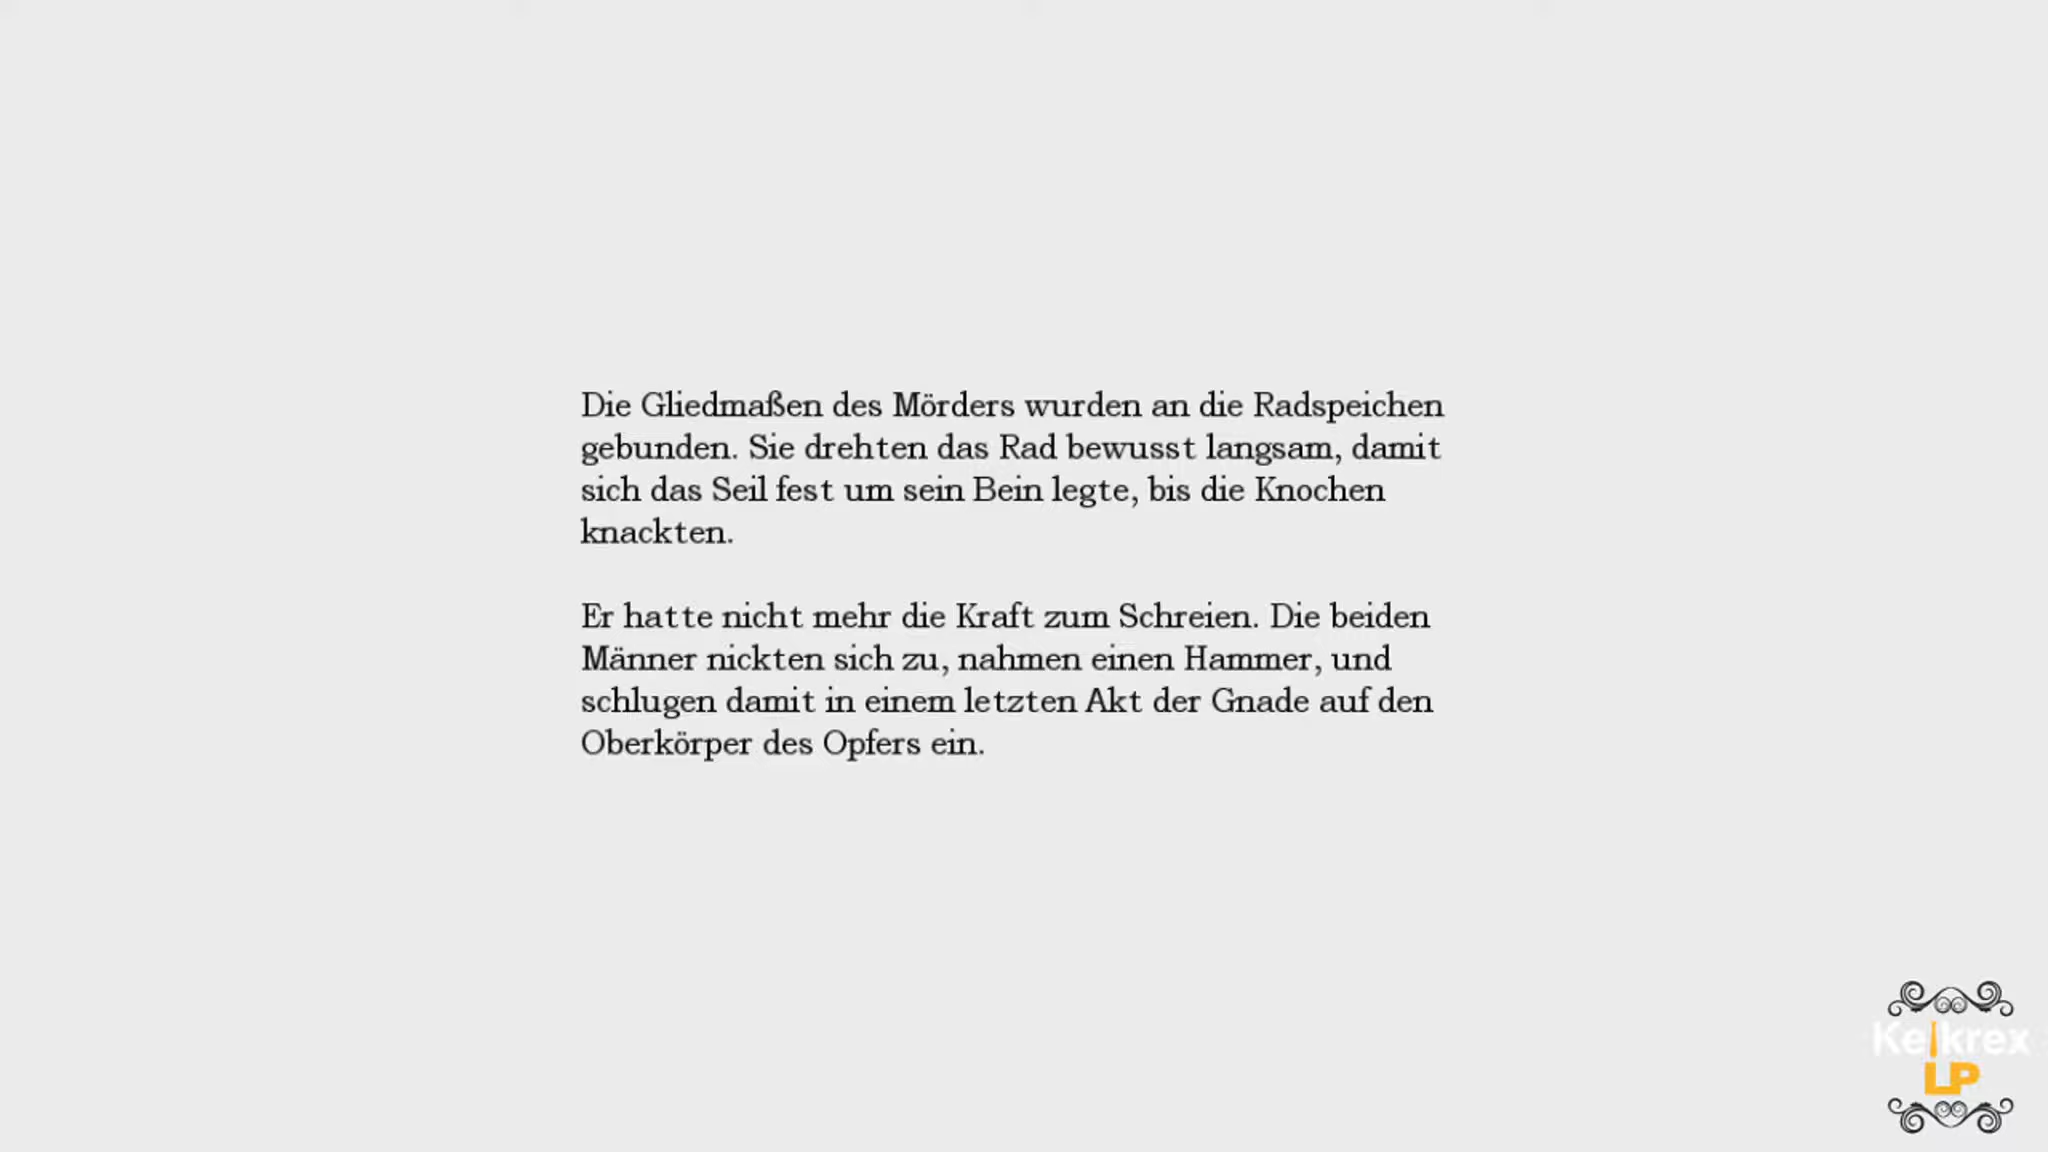 Die Gliedmaßen des Mörders wurden an die Radspeichen
gebunden. Sie drehten das Rad bewusst langsam, damit
sich das Seil fest um sein Bein legte, bis die Knochen
knackten.
Er hatte nicht mehr die Kraft zum Schreien. Die beiden
Männer nickten sich zu, nahmen einen Hammer, und
schlugen damit in einem letzten Akt der Gnade auf den
Oberkörper des Opfers ein.
Kelkrex
LP